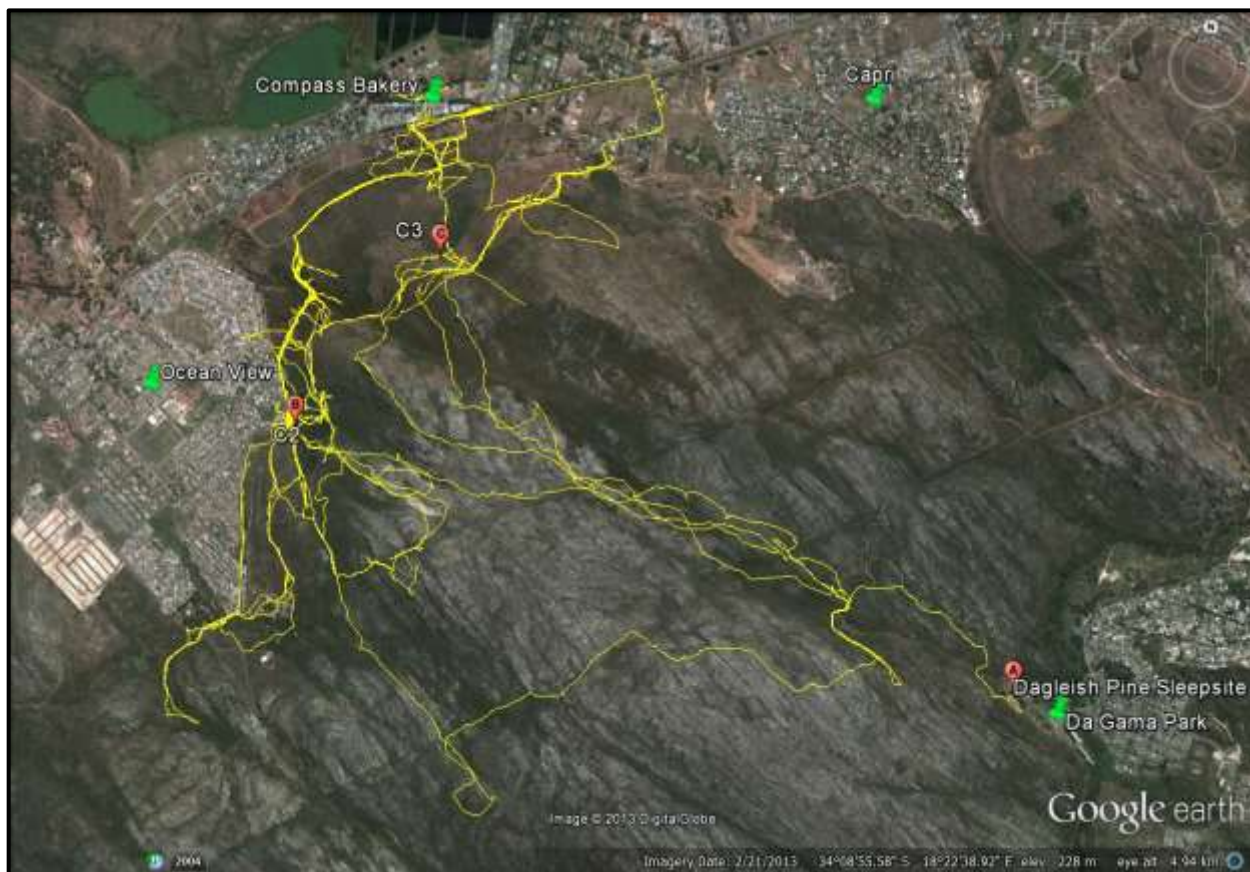 N
Compass Bakery
Capri
C3
C
Ocean View
B
C2
A
Dagleish Pine Sleepsite
Da Gama Park
Google earth
Image © 2013 DigitalGlobe
2004
Imagery Date: 2/21/2013 34°08'55.58" S 18°22'38.92" E elev 228 m eye alt 4.94 km